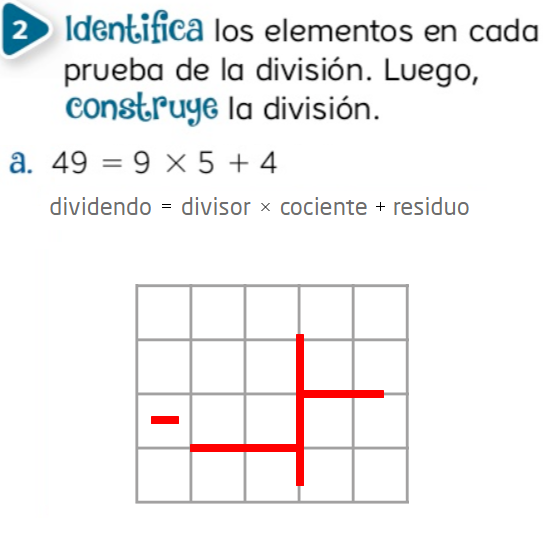 2 Identifica los elementos en cada
prueba de la división. Luego,
construye la división.
a. 49 = 9 × 5 + 4
dividendo = divisor × cociente + residuo